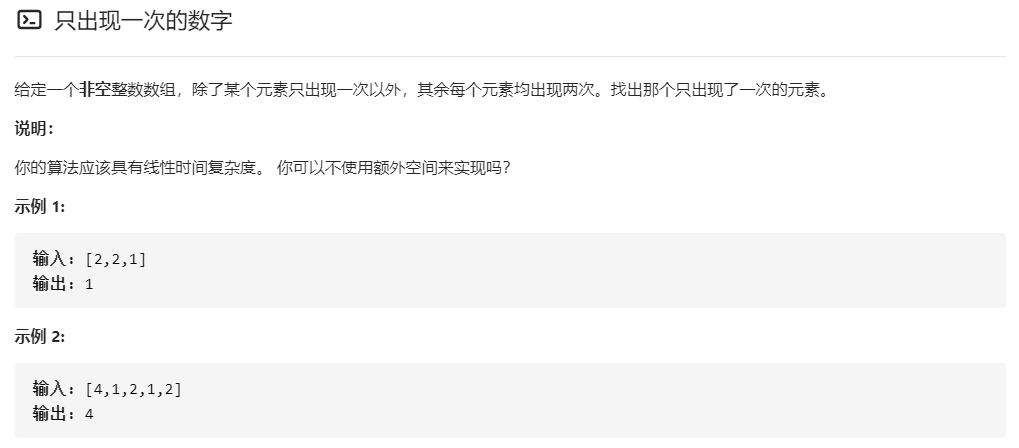 只出现一次的数字
给定一个非空整数数组，除了某个元素只出现一次以外，其余每个元素均出现两次。找出那个只出现了一次的元素。
说明：
你的算法应该具有线性时间复杂度。 你可以不使用额外空间来实现吗？
示例 1:
输入: [2,2,1]
输出: 1
示例 2:
输入: [4,1,2,1,2]
输出: 4